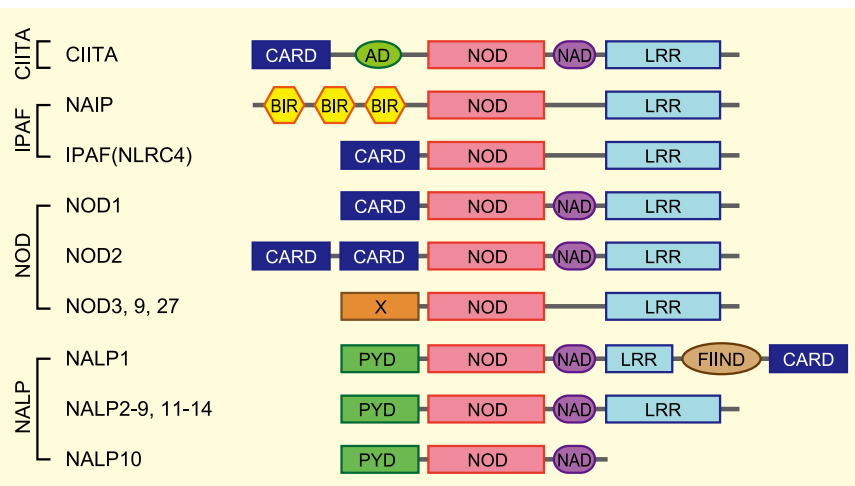 CIITA CIITA CARD AD NOD NAD LRR
IPAF NAIP BIR BIR BIR NOD LRR
IPAF(NLRC4) CARD NOD LRR
NOD NOD1 CARD NOD NAD LRR
NOD2 CARD CARD NOD NAD LRR
NOD3, 9, 27 X NOD LRR
NALP NALP1 PYD NOD NAD LRR FIIND CARD
NALP2-9, 11-14 PYD NOD NAD LRR
NALP10 PYD NOD NAD